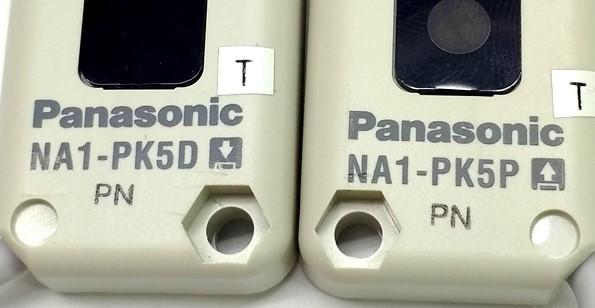 T
Panasonic
NA1-PK5D
PN
T
Panasonic
NA1-PK5P
PN